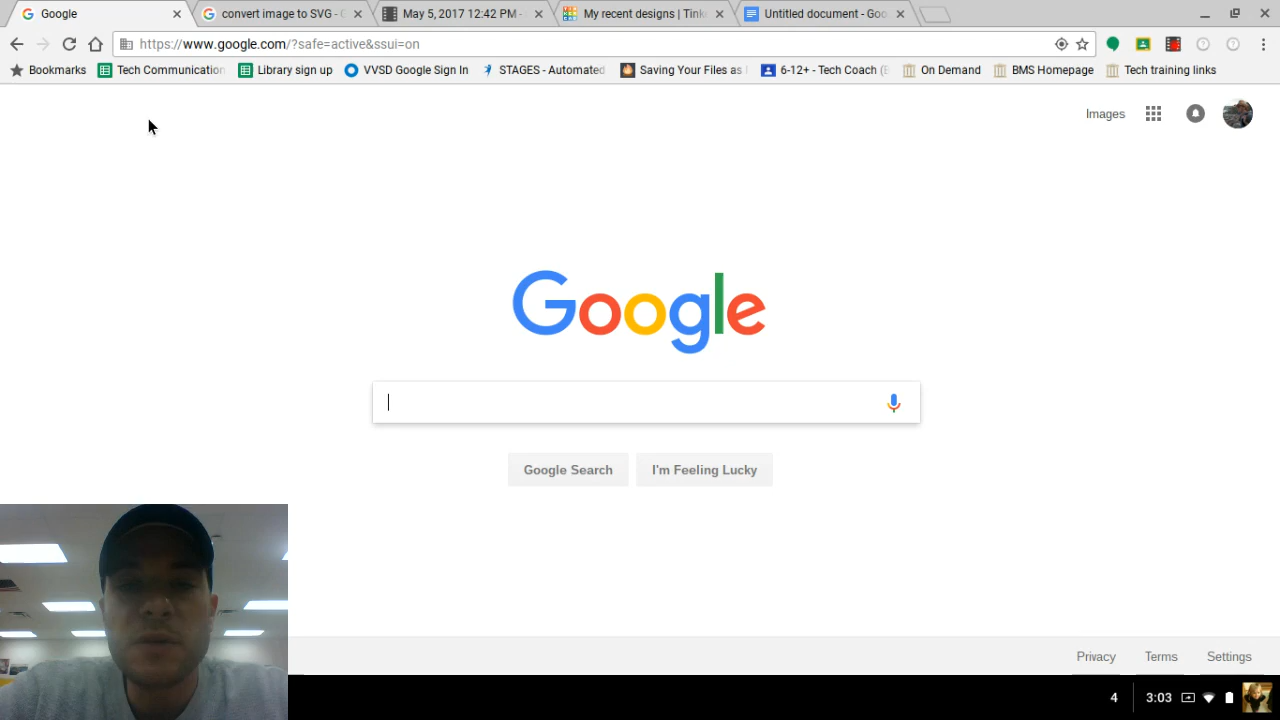 Google
convert image to SVG - G
May 5, 2017 12:42 PM -
My recent designs | Tink
Untitled document - Goo
https://www.google.com/?safe=active&ssui=on
Bookmarks
Tech Communication
Library sign up
VVSD Google Sign In
STAGES - Automated
Saving Your Files as
6-12+ - Tech Coach (E
On Demand
BMS Homepage
Tech training links
Images
Google
Google Search
I'm Feeling Lucky
Privacy
Terms
Settings
4
3:03